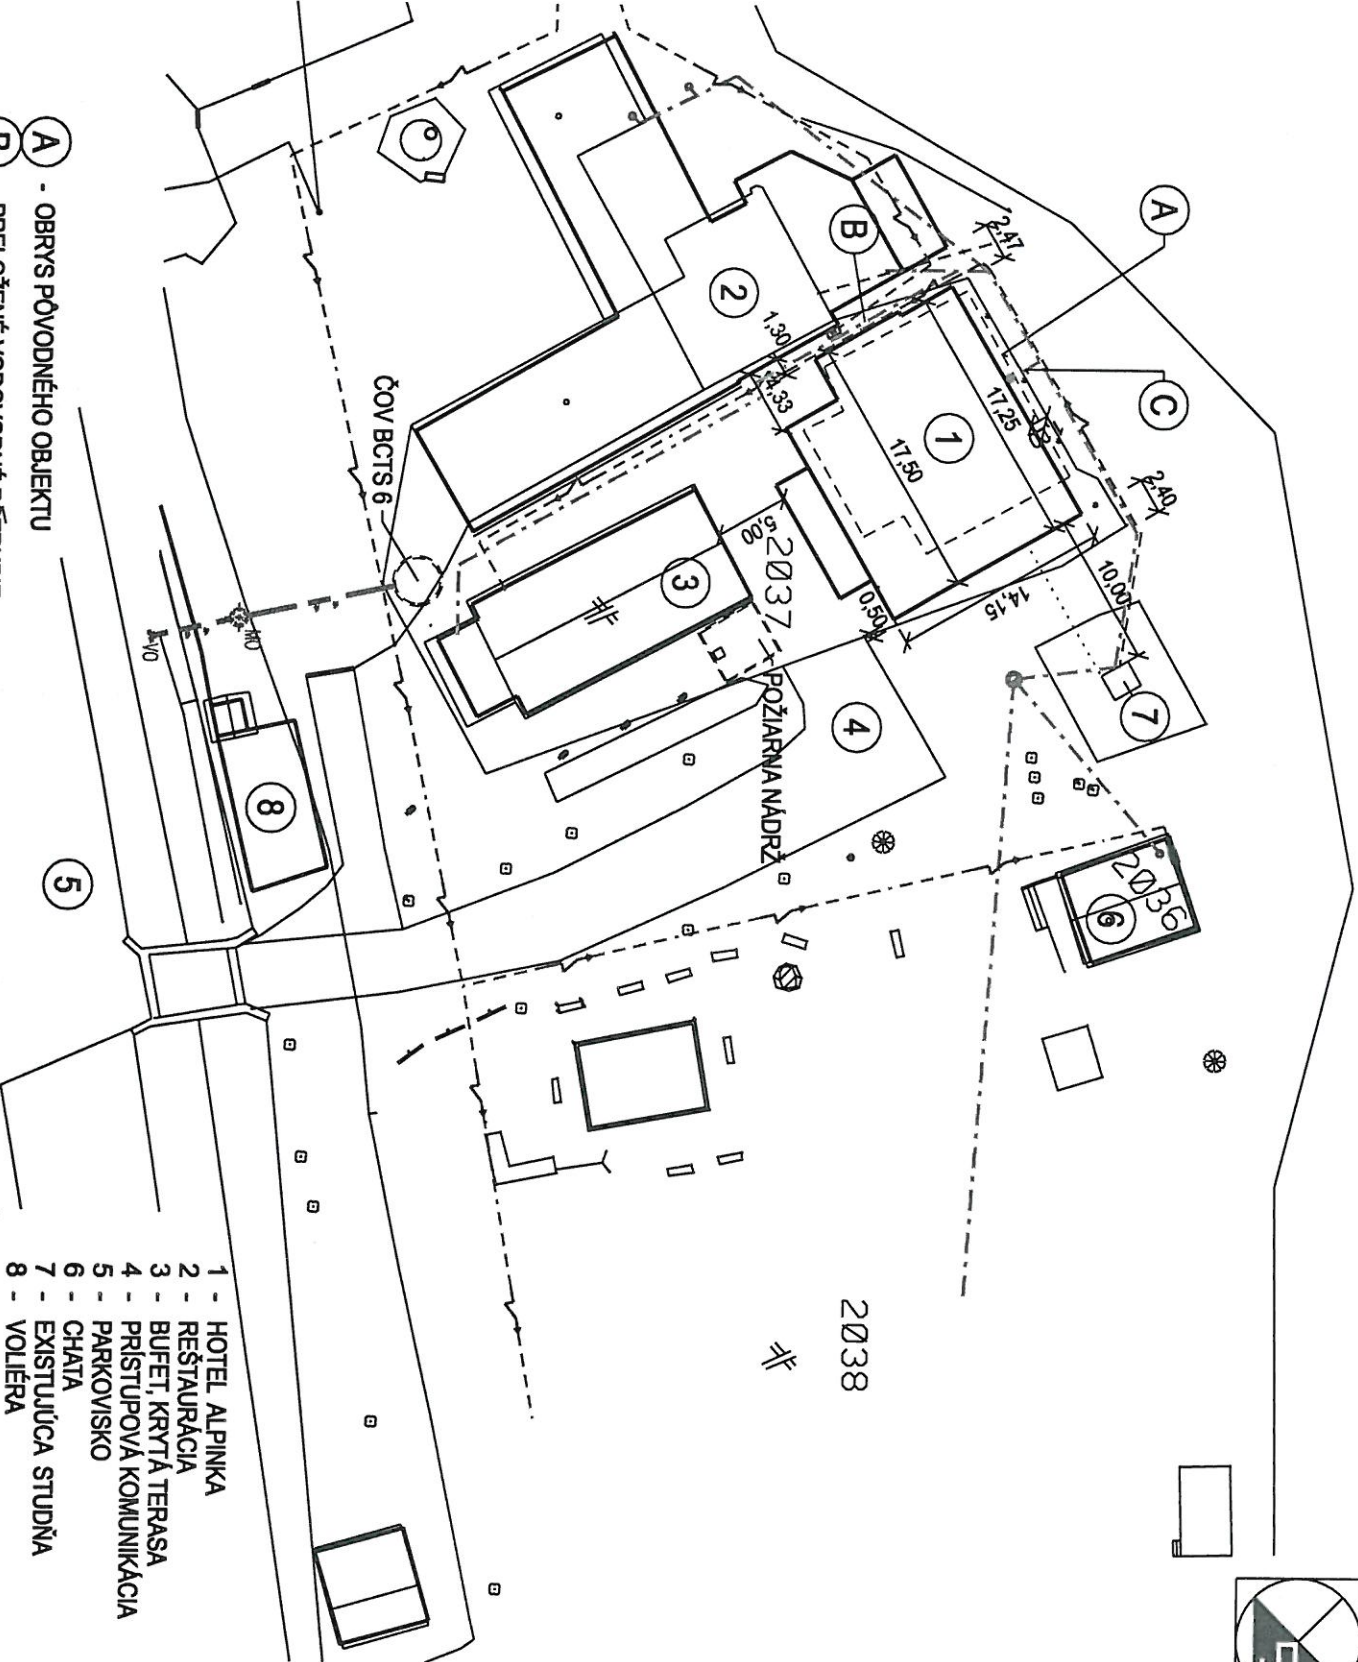 A
C
2,47
B
2
1,30
4,33
1
17,25
17,50
2,40
10,00
14,15
0,50
5,00
2037
3
7
4
POŽIARNA NÁDRŽ
ČOV BCTS 6
MO
VO
8
5
2036
6
2038
A - OBRYS PÔVODNÉHO OBJEKTU
1 - HOTEL ALPINKA
2 - REŠTAURÁCIA
3 - BUFET, KRYTÁ TERASA
4 - PRÍSTUPOVÁ KOMUNIKÁCIA
5 - PARKOVISKO
6 - CHATA
7 - EXISTUJÚCA STUDŇA
8 - VOLIÉRA